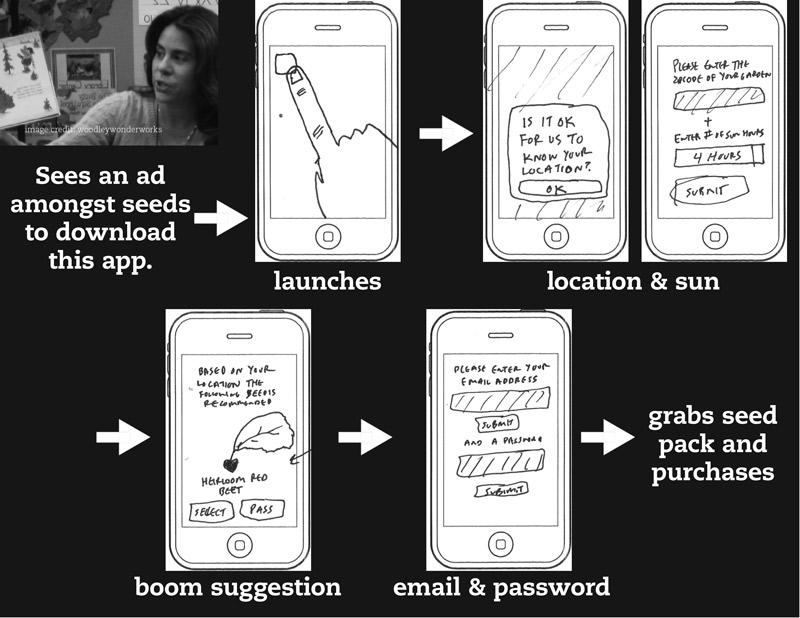 image credit: woodleywonderworks
Sees an ad
amongst seeds
to download
this app.
launches
IS IT OK
FOR US TO
KNOW YOUR
LOCATION?
OK
PLEASE ENTER THE
ZIPCODE OF YOUR GARDEN
+
ENTER # OF SUN HOURS
4 HOURS
SUBMIT
location & sun
BASED ON YOUR
LOCATION THE
FOLLOWING SEED IS
RECOMMENDED
HEIRLOOM RED
BEET
SELECT
PASS
boom suggestion
PLEASE ENTER YOUR
EMAIL ADDRESS
SUBMIT
AND A PASSWORD
SUBMIT
email & password
grabs seed
pack and
purchases